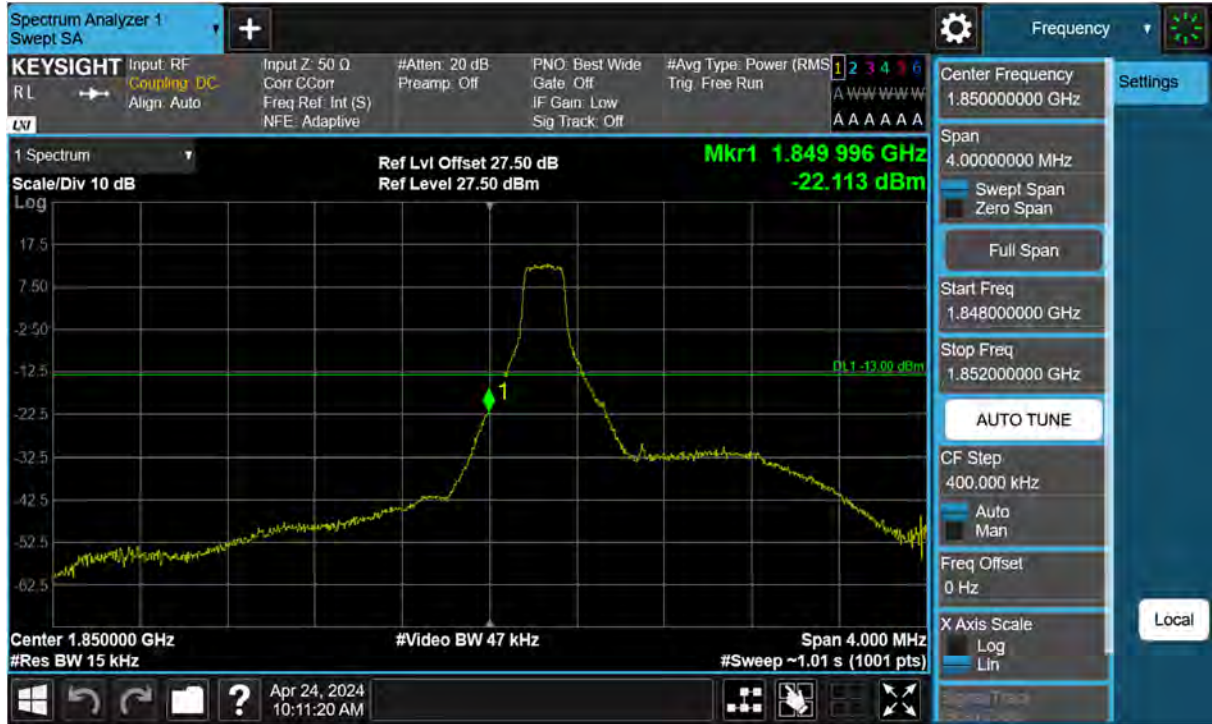 Spectrum Analyzer 1
Swept SA
+
Frequency
KEYSIGHT
RL
LXI
Input: RF
Coupling: DC
Align: Auto
Input Z: 50 Ω
Corr CCorr
Freq Ref: Int (S)
NFE: Adaptive
#Atten: 20 dB
Preamp: Off
PNO: Best Wide
Gate: Off
IF Gain: Low
Sig Track: Off
#Avg Type: Power (RMS
Trig: Free Run
1 2 3 4 5 6
A W W W W W
A A A A A A
1 Spectrum
Scale/Div 10 dB
Log
Ref Lvl Offset 27.50 dB
Ref Level 27.50 dBm
Mkr1 1.849 996 GHz
-22.113 dBm
17.5
7.50
-2.50
-12.5
-22.5
-32.5
-42.5
-52.5
-62.5
DL1 -13.00 dBm
1
Center 1.850000 GHz
#Res BW 15 kHz
#Video BW 47 kHz
Span 4.000 MHz
#Sweep ~1.01 s (1001 pts)
?
Apr 24, 2024
10:11:20 AM
Center Frequency
1.850000000 GHz
Span
4.00000000 MHz
Swept Span
Zero Span
Full Span
Start Freq
1.848000000 GHz
Stop Freq
1.852000000 GHz
AUTO TUNE
CF Step
400.000 kHz
Auto
Man
Freq Offset
0 Hz
X Axis Scale
Log
Lin
Settings
Local